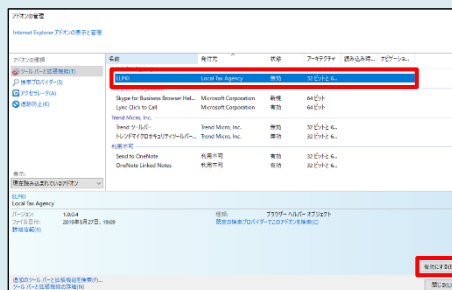 アドオンの管理
Internet Explorer アドオンの表示と管理
アドオンの種類
ツール バーと拡張機能(T)
検索プロバイダー(S)
アクセラレータ(A)
追跡防止(K)
名前 発行元 状態 アーキテクチャ 読み込み時... ナビゲーショ...
ELPKI Local Tax Agency 無効 32 ビットと 6...
Skype for Business Browser Hel... Microsoft Corporation 新規 64 ビット
Lync Click to Call Microsoft Corporation 有効 64 ビット
Trend Micro, Inc.
Trend ツールバー Trend Micro, Inc. 無効 32 ビットと 6...
トレンドマイクロセキュリティツールバー... Trend Micro, Inc. 32 ビットと 6...
利用不可
Send to OneNote 利用不可 有効 32 ビットと 6...
OneNote Linked Notes 利用不可 有効 32 ビットと 6...
表示:
現在読み込まれているアドオン
ELPKI
Local Tax Agency
バージョン: 1.0.0.4 種類: ブラウザー ヘルパー オブジェクト
ファイル日付: 2019年5月27日、19:09 既定の検索プロバイダーでこのアドオンを検索(C)
詳細情報(R)
有効にする(E)
追加のツール バーと拡張機能を検索(F)...
ツール バーと拡張機能の詳細(N)
閉じる(L)